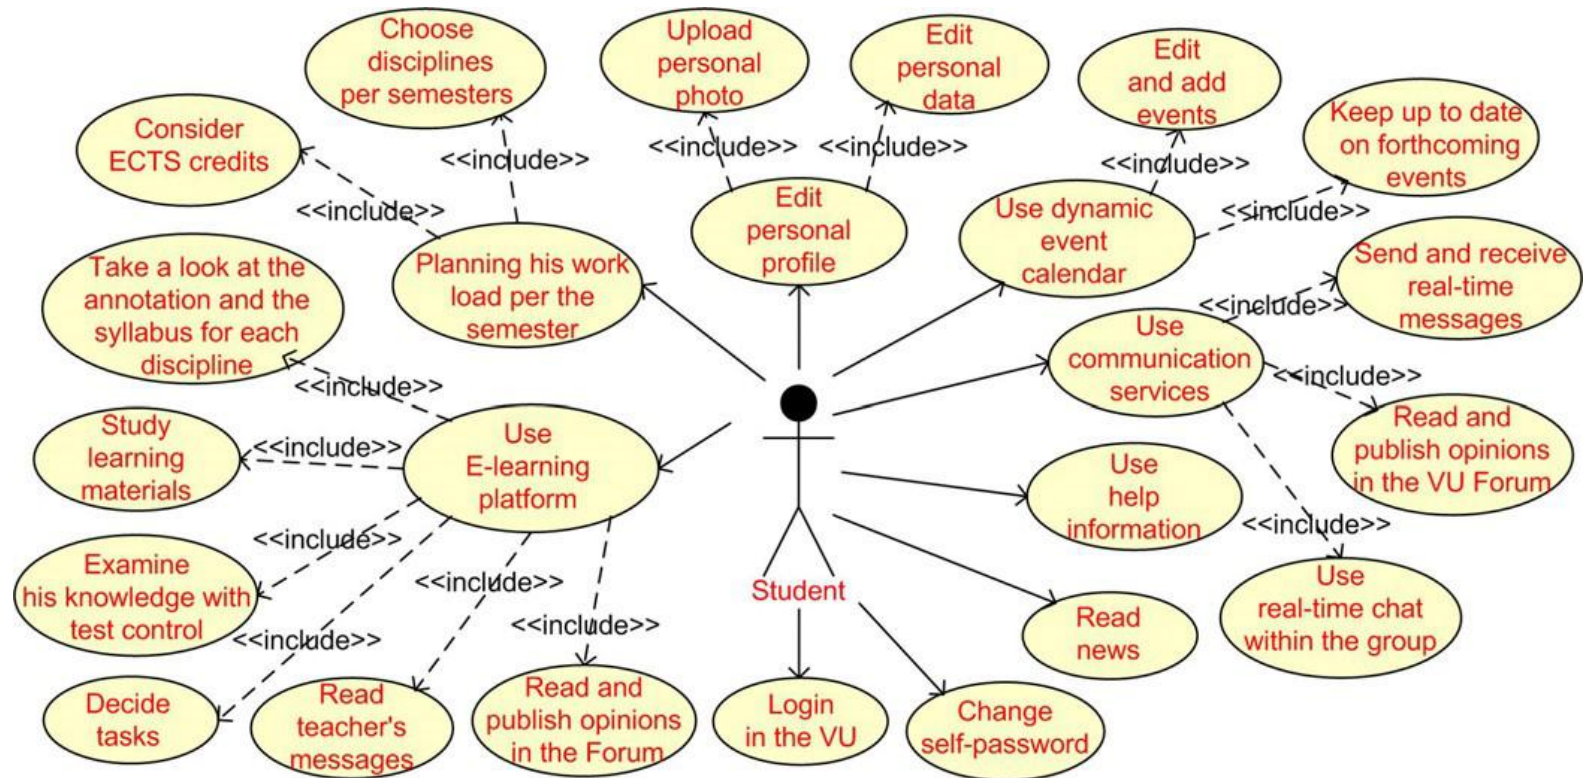 Choose
disciplines
per semesters
Upload
personal
photo
Edit
personal
data
Edit
and add
events
Keep up to date
on forthcoming
events
Consider
ECTS credits
<<include>>
<<include>>
<<include>>
<<include>>
<<include>>
<<include>>
Planning his work
load per the
semester
Edit
personal
profile
Use dynamic
event
calendar
Send and receive
real-time
messages
<<include>>
Take a look at the
annotation and the
syllabus for each
discipline
<<include>>
Use
communication
services
<<include>>
Read and
publish opinions
in the VU Forum
<<include>>
Use
real-time chat
within the group
Study
learning
materials
<<include>>
Use
E-learning
platform
Use
help
information
Examine
his knowledge with
test control
<<include>>
<<include>>
<<include>>
<<include>>
Student
Read
news
Decide
tasks
Read
teacher's
messages
Read and
publish opinions
in the Forum
Login
in the VU
Change
self-password